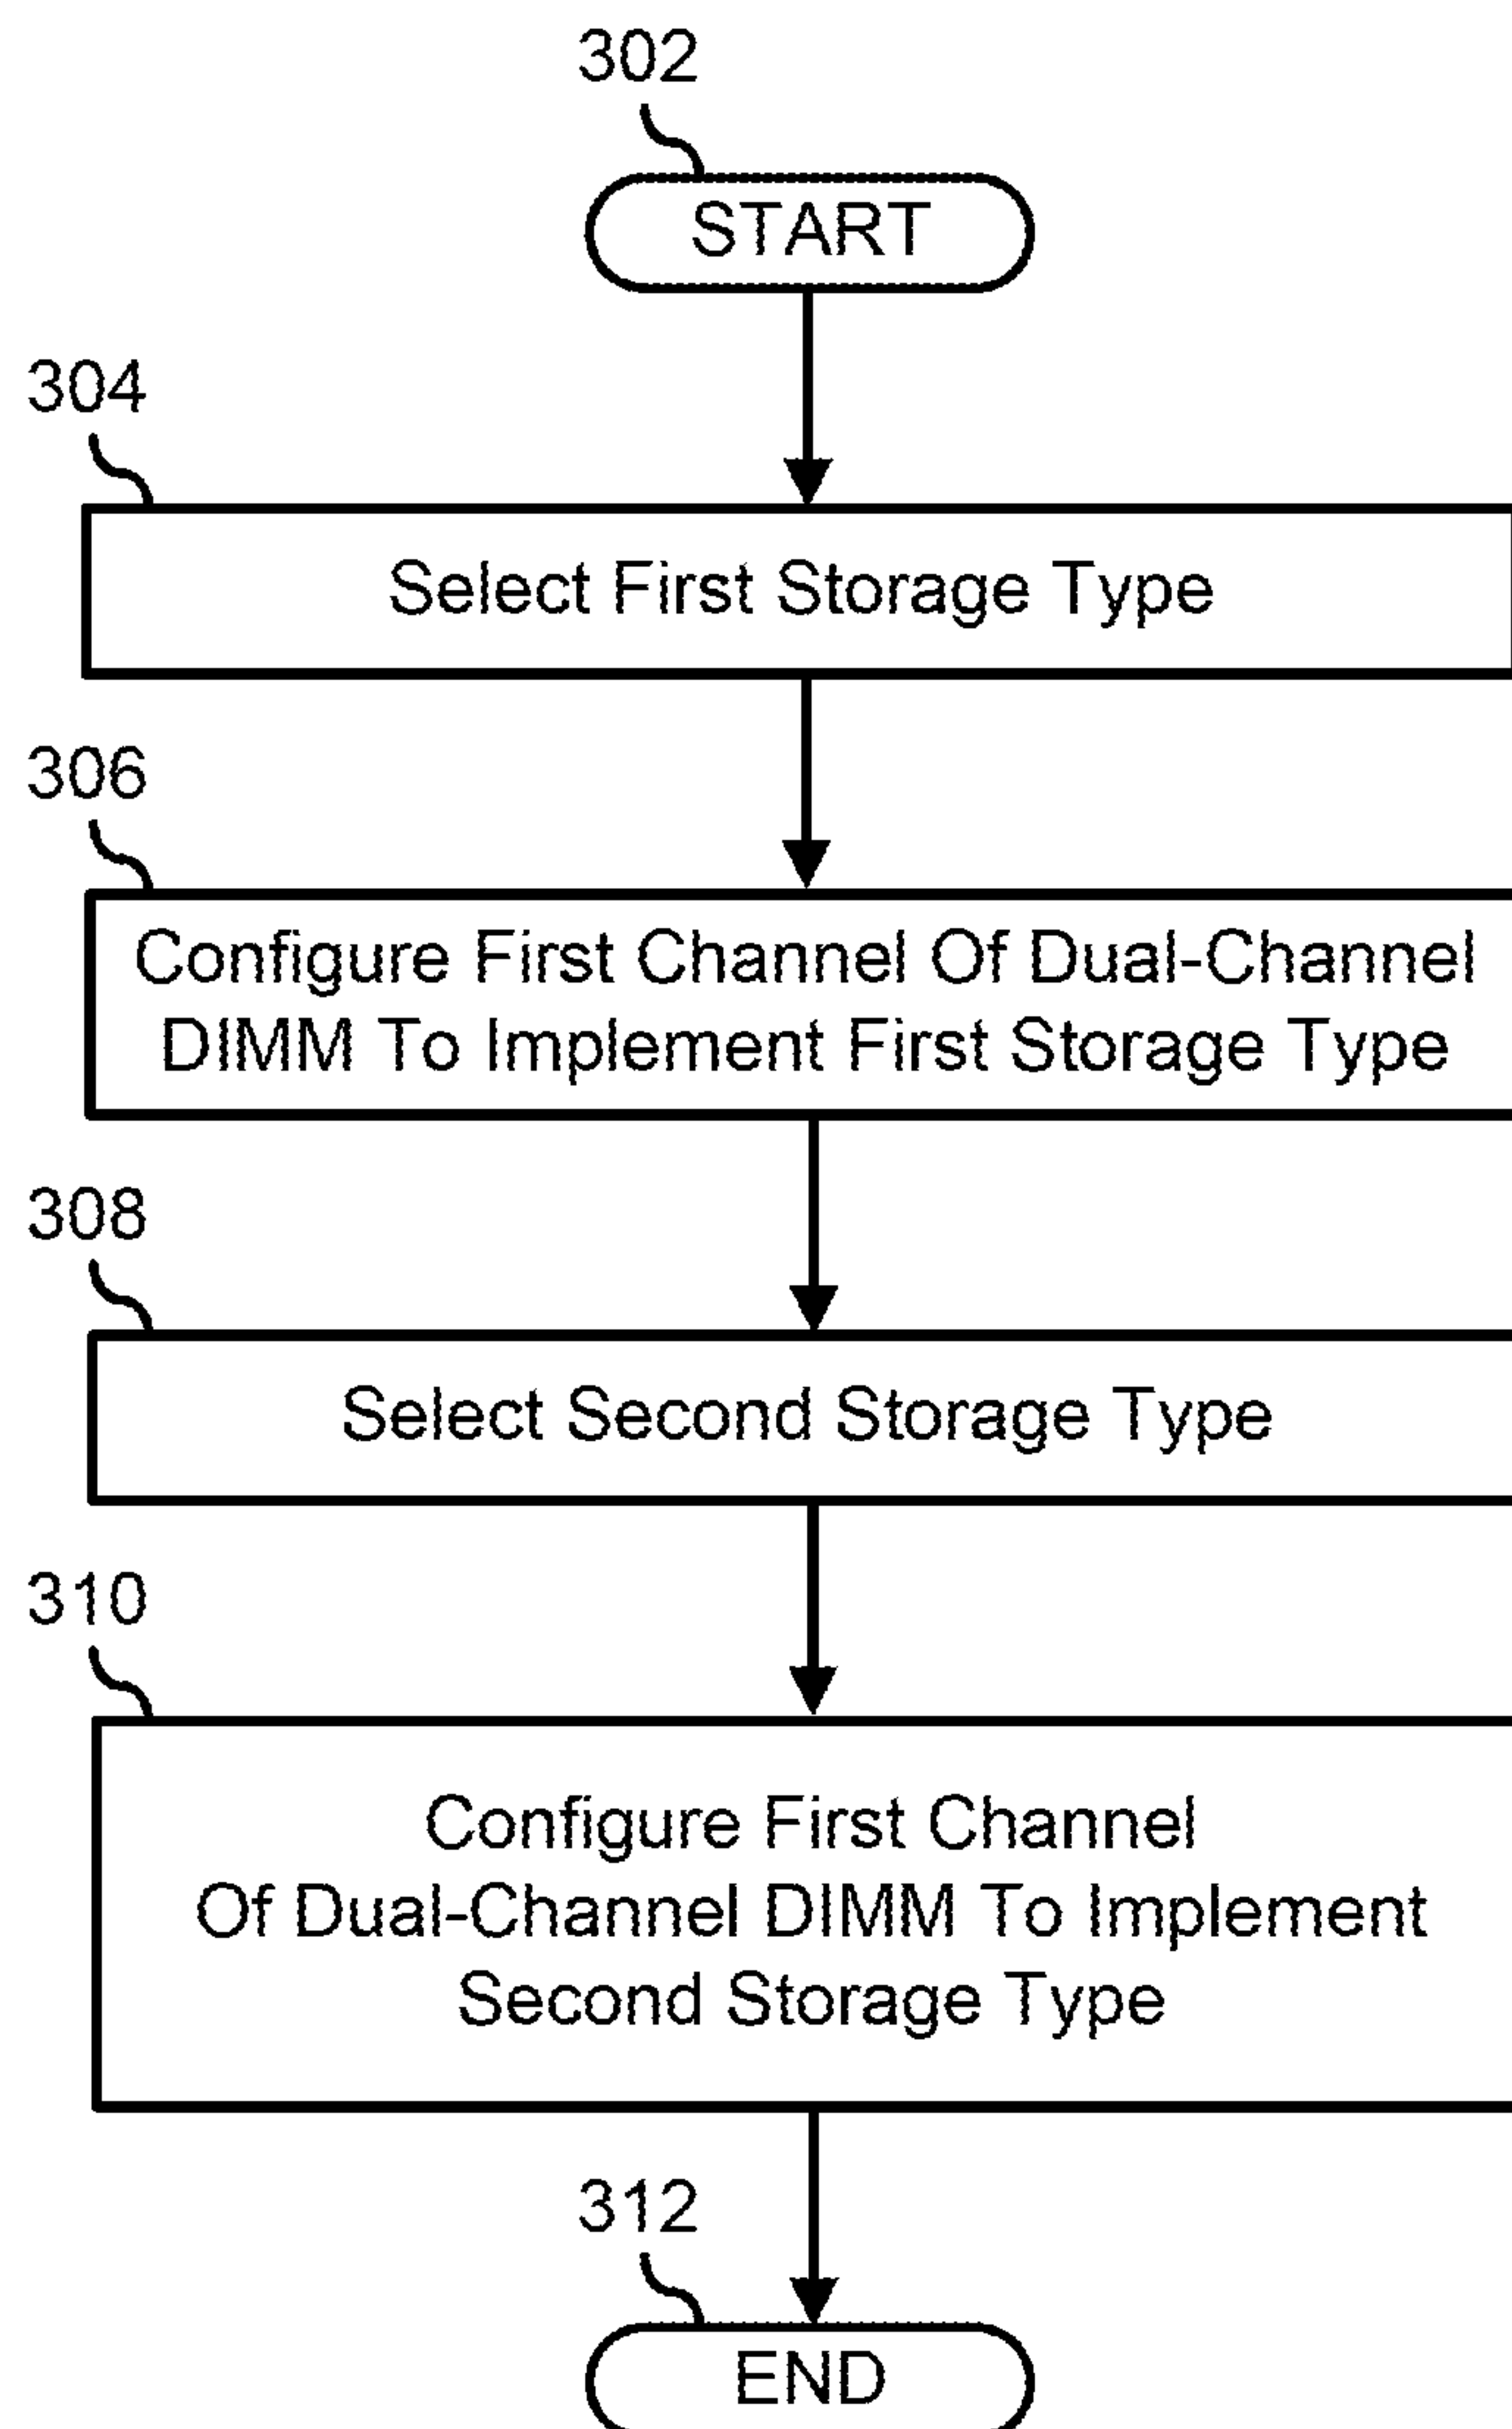 302
START
304
Select First Storage Type
306
Configure First Channel Of Dual-Channel
DIMM To Implement First Storage Type
308
Select Second Storage Type
310
Configure First Channel
Of Dual-Channel DIMM To Implement
Second Storage Type
312
END